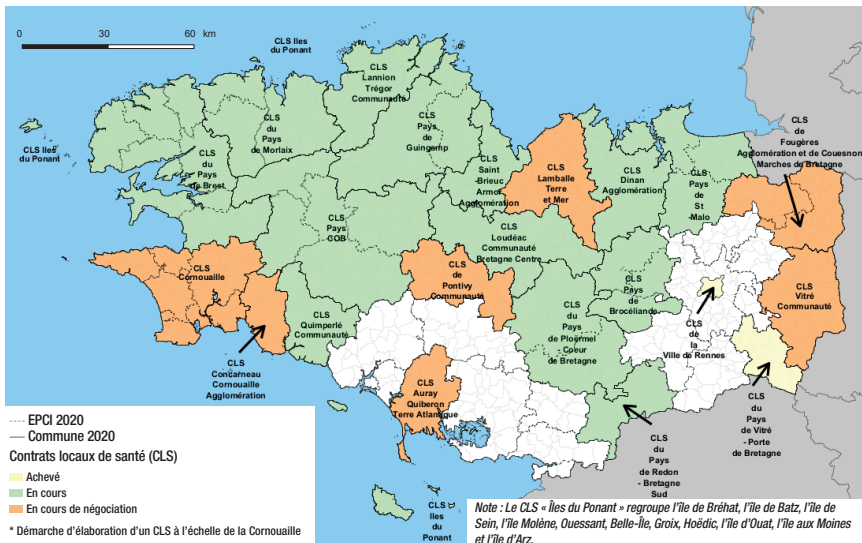 0 30 60 km
CLS Iles
du Ponant
CLS
Lannion
Trégor
Communauté
CLS
du
Pays
de Morlaix
CLS
Pays
de
Guingamp
CLS Iles
du Ponant
CLS
du
Pays
de Brest
CLS
Saint
-Brieuc
Armor
Agglomération
CLS
Lamballe
Terre
et Mer
CLS
Dinan
Agglomération
CLS
Pays
de
St
-Malo
CLS
de
Fougères
Agglomération et de Couesnon
Marches de Bretagne
CLS
Pays
COB
CLS
Loudéac
Communauté
Bretagne Centre
CLS
Cornouaille
CLS
de Pontivy
Communauté
CLS
Pays
de
Brocéliande
CLS
Vitré
Communauté
CLS
Quimperlé
Communauté
CLS
du
Pays
de Ploërmel
- Coeur
de Bretagne
CLS
de
la
Ville de Rennes
CLS
Concarneau
Cornouaille
Agglomération
CLS
Auray
Quiberon
Terre Atlantique
CLS
du
Pays
de Vitré
- Porte
de Bretagne
CLS
du
Pays
de Redon
- Bretagne
Sud
CLS
Iles
du
Ponant
EPCI 2020
Commune 2020
Contrats locaux de santé (CLS)
Achevé
En cours
En cours de négociation
* Démarche d'élaboration d'un CLS à l'échelle de la Cornouaille
Note : Le CLS « Îles du Ponant » regroupe l'île de Bréhat, l'île de Batz, l'île de
Sein, l'île Molène, Ouessant, Belle-Île, Groix, Hoëdic, l'île d'Ouat, l'île aux Moines
et l'île d'Arz.